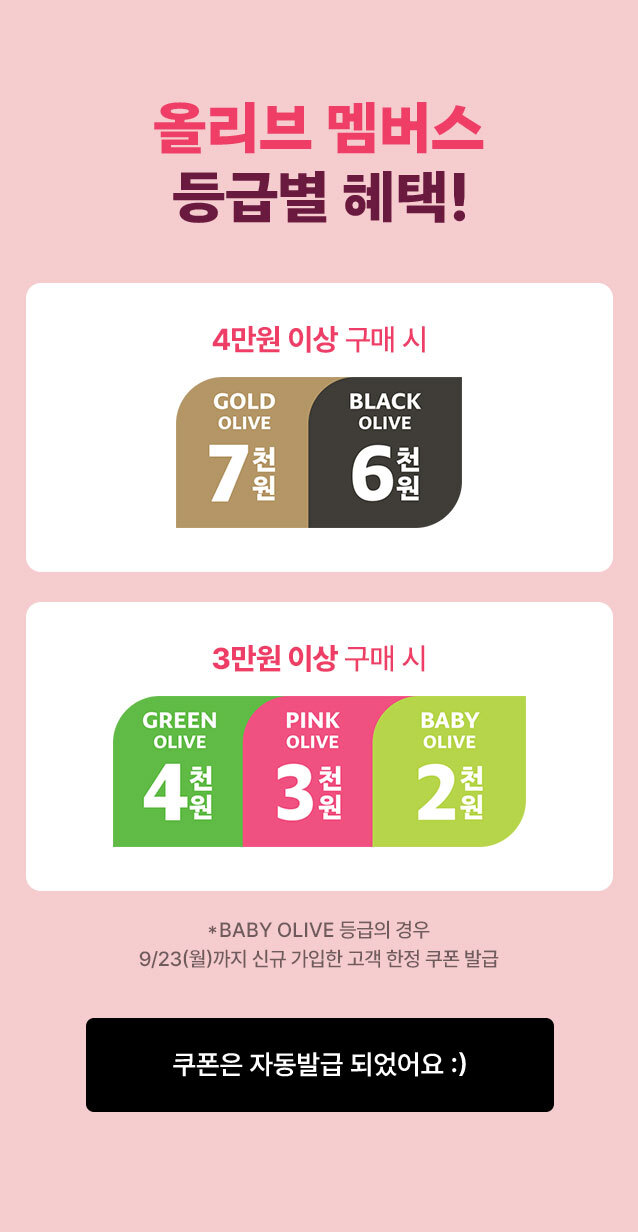 올리브 멤버스
등급별 혜택!
4만원 이상 구매 시
GOLD
OLIVE
7천원
BLACK
OLIVE
6천원
3만원 이상 구매 시
GREEN
OLIVE
4천원
PINK
OLIVE
3천원
BABY
OLIVE
2천원
*BABY OLIVE 등급의 경우
9/23(월)까지 신규 가입한 고객 한정 쿠폰 발급
쿠폰은 자동발급 되었어요 :)